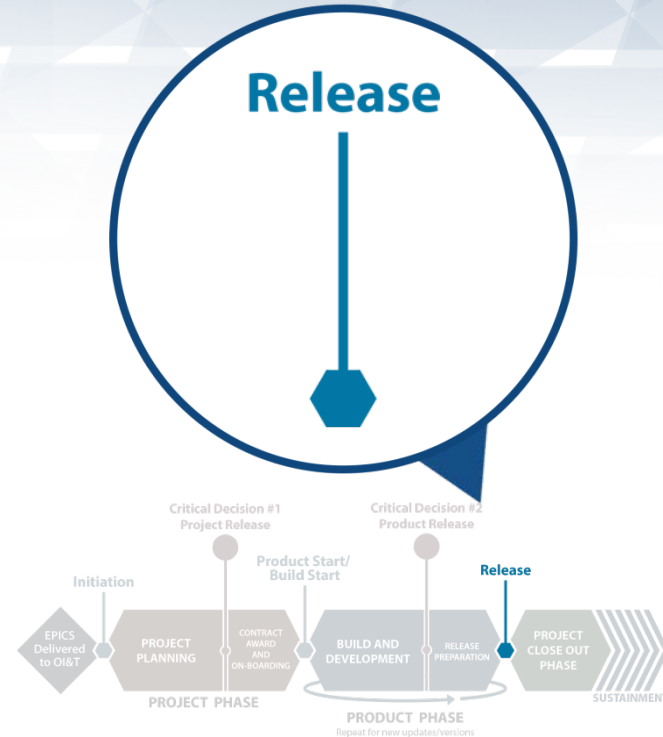 Release
Critical Decision #1
Project Release
Critical Decision #2
Product Release
Initiation
Product Start/
Build Start
Release
EPICS
Delivered
to OI&T
PROJECT
PLANNING
CONTRACT
AWARD
AND
ON-BOARDING
BUILD AND
DEVELOPMENT
RELEASE
PREPARATION
PROJECT
CLOSE OUT
PHASE
SUSTAINMENT
PROJECT PHASE
PRODUCT PHASE
Repeat for new updates/versions